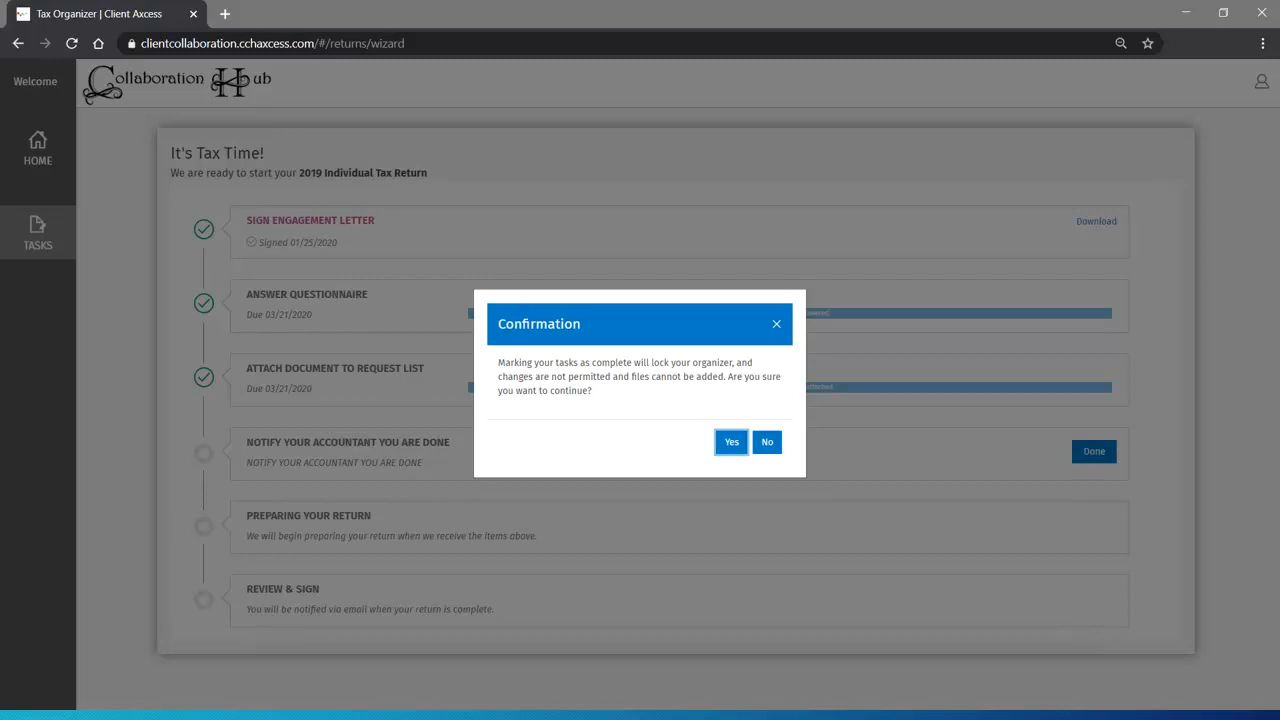 Tax Organizer | Client Axcess
clientcollaboration.cchaxcess.com/#/returns/wizard
Welcome
Collaboration Hub
HOME
TASKS
It's Tax Time!
We are ready to start your 2019 Individual Tax Return
SIGN ENGAGEMENT LETTER
Download
Signed 01/25/2020
ANSWER QUESTIONNAIRE
Due 03/21/2020
ATTACH DOCUMENT TO REQUEST LIST
Due 03/21/2020
NOTIFY YOUR ACCOUNTANT YOU ARE DONE
NOTIFY YOUR ACCOUNTANT YOU ARE DONE
Done
PREPARING YOUR RETURN
We will begin preparing your return when we receive the items above.
REVIEW & SIGN
You will be notified via email when your return is complete.
Confirmation
Marking your tasks as complete will lock your organizer, and
changes are not permitted and files cannot be added. Are you sure
you want to continue?
Yes
No